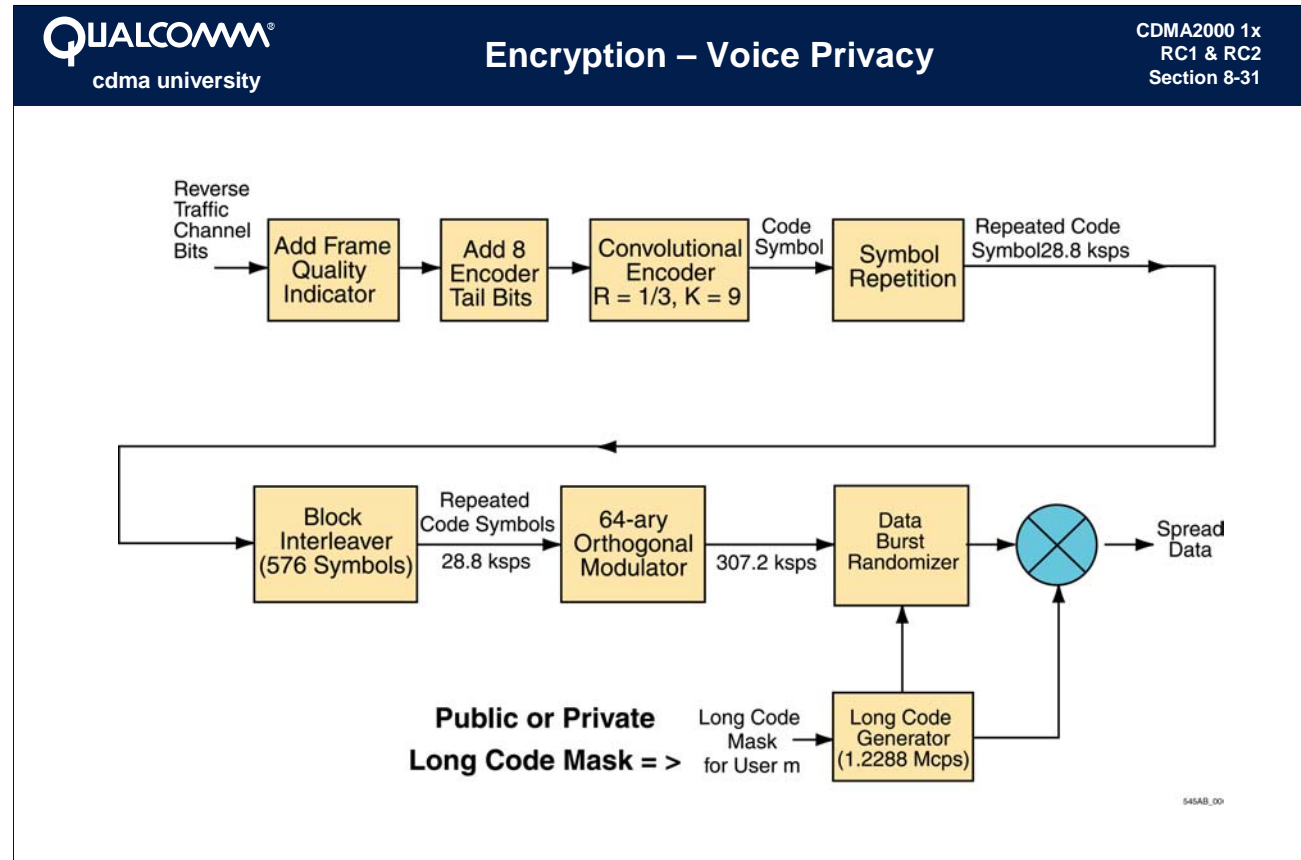 QUALCOMM®
cdma university
Encryption – Voice Privacy
CDMA2000 1x
RC1 & RC2
Section 8-31
Reverse
Traffic
Channel
Bits
Add Frame
Quality
Indicator
Add 8
Encoder
Tail Bits
Convolutional
Encoder
R = 1/3, K = 9
Code
Symbol
Symbol
Repetition
Repeated Code
Symbol28.8 ksps
Block
Interleaver
(576 Symbols)
Repeated
Code Symbols
28.8 ksps
64-ary
Orthogonal
Modulator
307.2 ksps
Data
Burst
Randomizer
Spread
Data
Public or Private
Long Code Mask = >
Long Code
Mask
for User m
Long Code
Generator
(1.2288 Mcps)